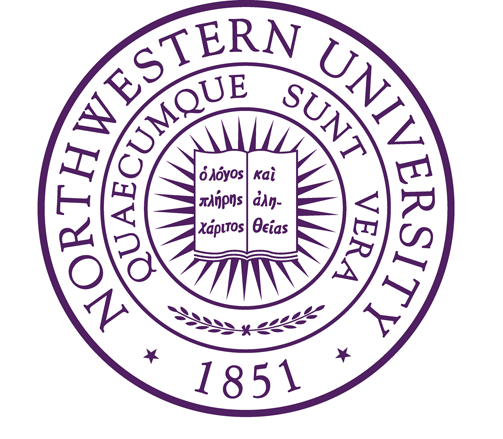 NORTHWESTERN UNIVERSITY
QUAECUMQUE SUNT VERA
ὁ λόγος
πλήρης
χάριτος
καὶ
ἀλη-
θείας
1851